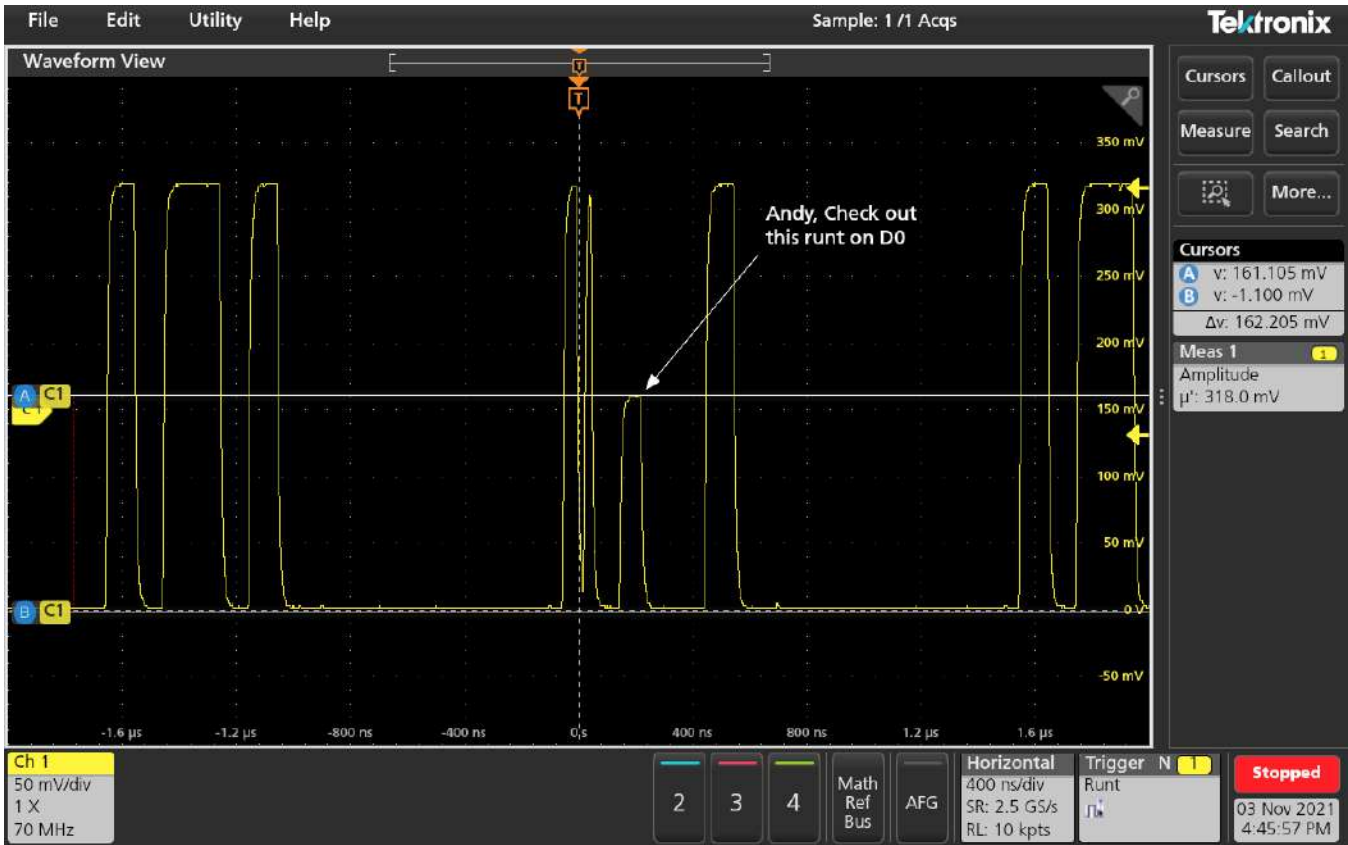 File Edit Utility Help
Sample: 1 /1 Acqs
Tektronix
Waveform View
T
T
Cursors Callout
Measure Search
More...
350 mV
300 mV
250 mV
200 mV
150 mV
100 mV
50 mV
0 V
-50 mV
Andy, Check out
this runt on D0
A C1
C1
B C1
Cursors
A v: 161.105 mV
B v: -1.100 mV
Δv: 162.205 mV
Meas 1 1
Amplitude
μ': 318.0 mV
-1.6 μs -1.2 μs -800 ns -400 ns 0 s 400 ns 800 ns 1.2 μs 1.6 μs
Ch 1
50 mV/div
1 X
70 MHz
2
3
4
Math
Ref
Bus
AFG
Horizontal
400 ns/div
SR: 2.5 GS/s
RL: 10 kpts
Trigger N 1
Runt
Stopped
03 Nov 2021
4:45:57 PM